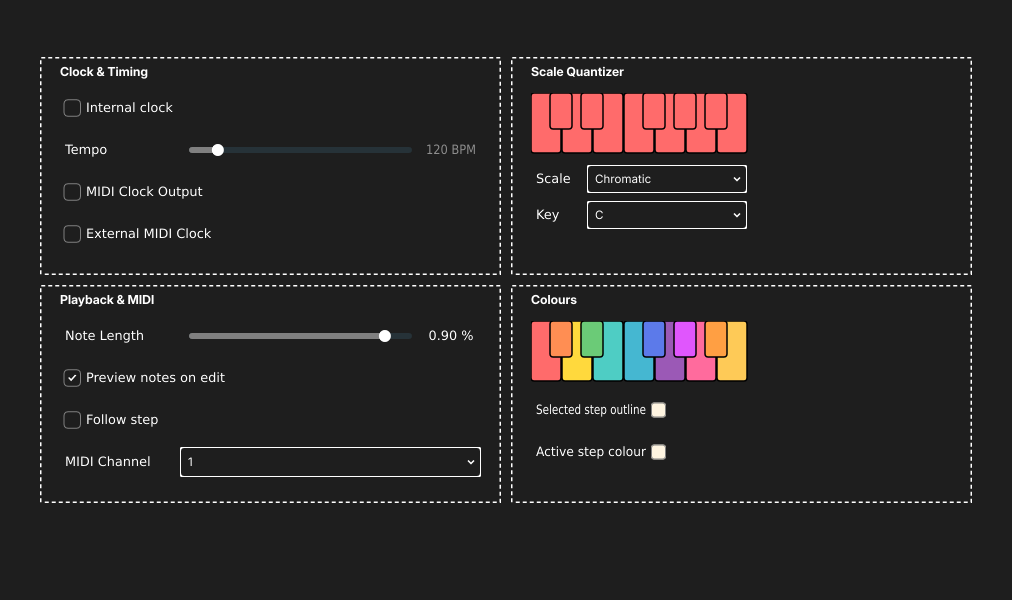 Clock & Timing
Internal clock
Tempo 120 BPM
MIDI Clock Output
External MIDI Clock
Scale Quantizer
Scale Chromatic
Key C
Playback & MIDI
Note Length 0.90 %
Preview notes on edit
Follow step
MIDI Channel 1
Colours
Selected step outline
Active step colour